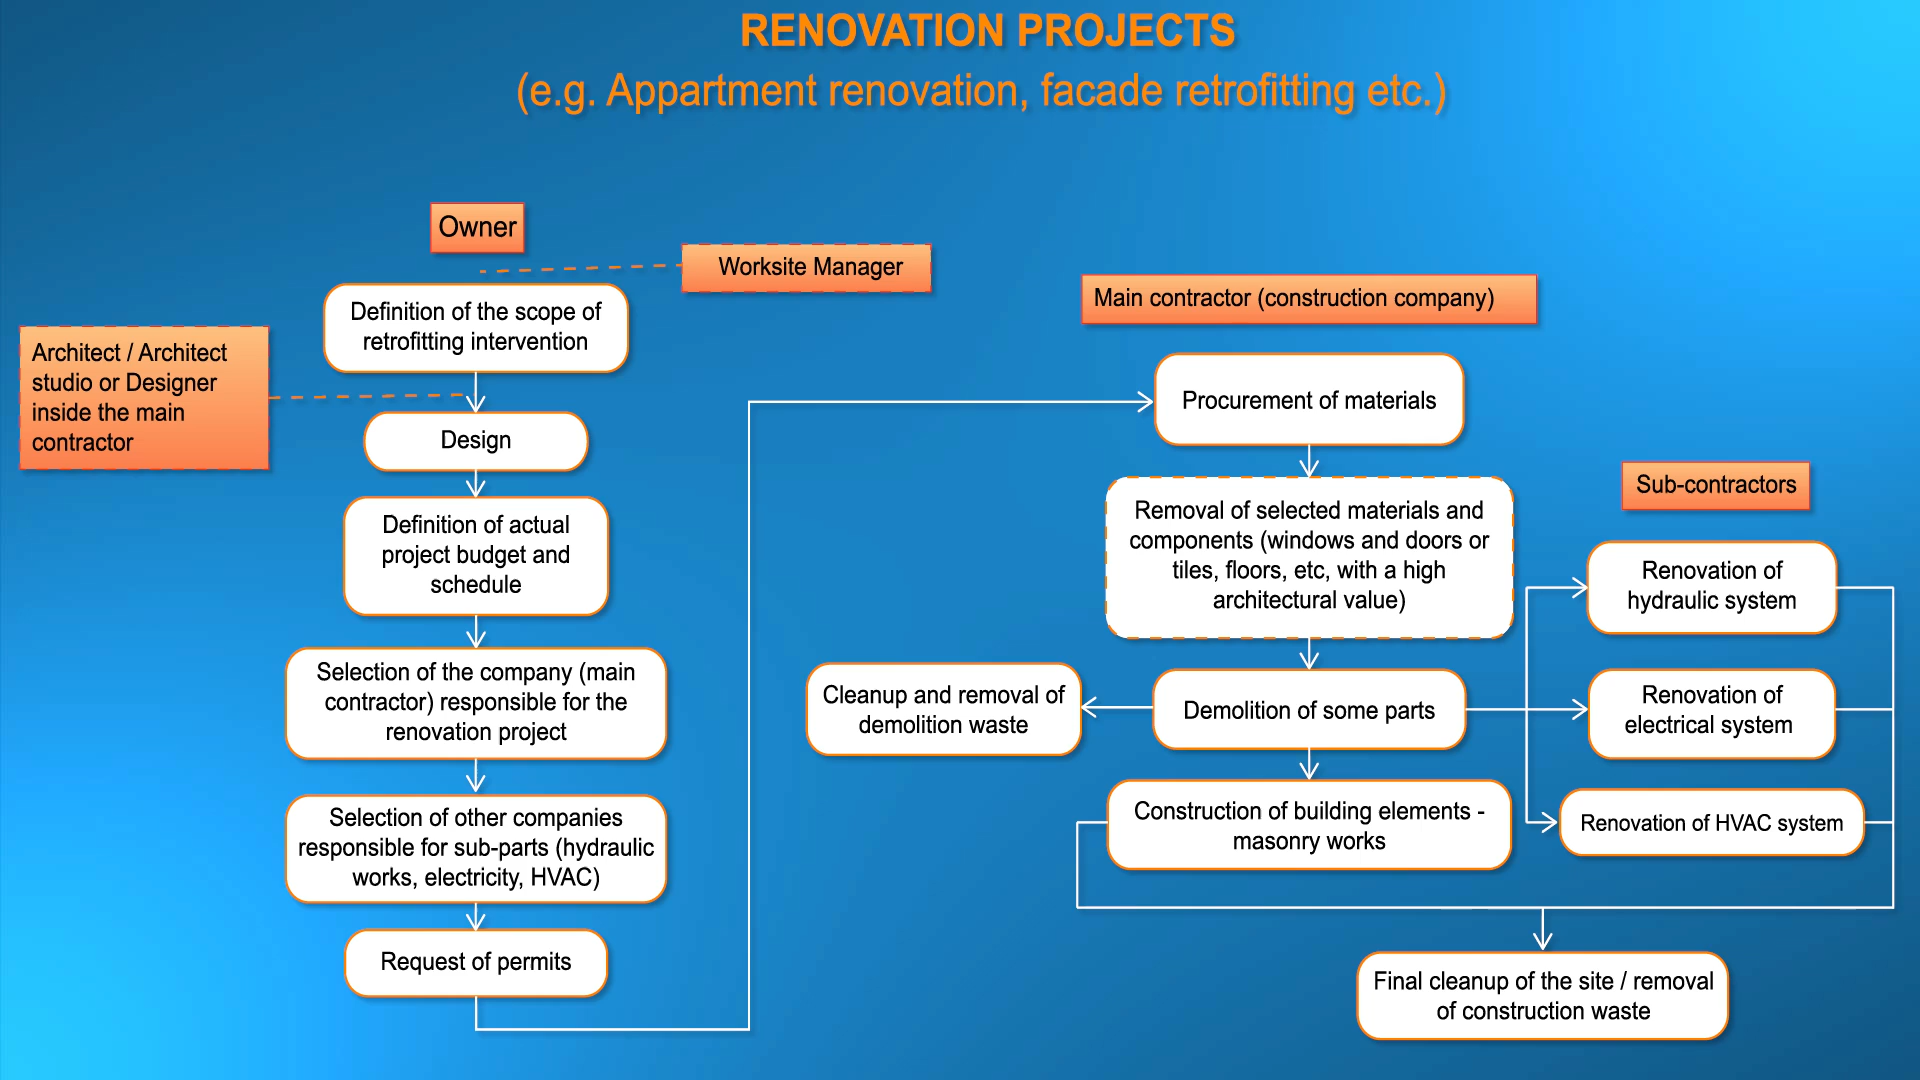 RENOVATION PROJECTS
(e.g. Appartment renovation, facade retrofitting etc.)
Owner
Worksite Manager
Definition of the scope of
retrofitting intervention
Architect / Architect
studio or Designer
inside the main
contractor
Design
Definition of actual
project budget and
schedule
Selection of the company (main
contractor) responsible for the
renovation project
Selection of other companies
responsible for sub-parts (hydraulic
works, electricity, HVAC)
Request of permits
Main contractor (construction company)
Procurement of materials
Removal of selected materials and
components (windows and doors or
tiles, floors, etc, with a high
architectural value)
Cleanup and removal of
demolition waste
Demolition of some parts
Construction of building elements -
masonry works
Sub-contractors
Renovation of
hydraulic system
Renovation of
electrical system
Renovation of HVAC system
Final cleanup of the site / removal
of construction waste